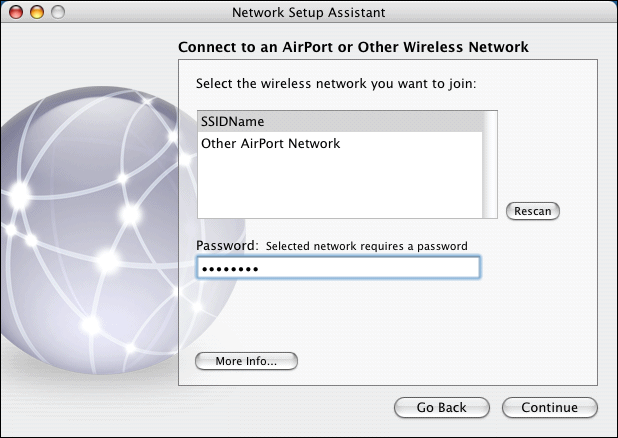 Network Setup Assistant
Connect to an AirPort or Other Wireless Network
Select the wireless network you want to join:
SSIDName
Other AirPort Network
Rescan
Password: Selected network requires a password
••••••••
More Info...
Go Back
Continue